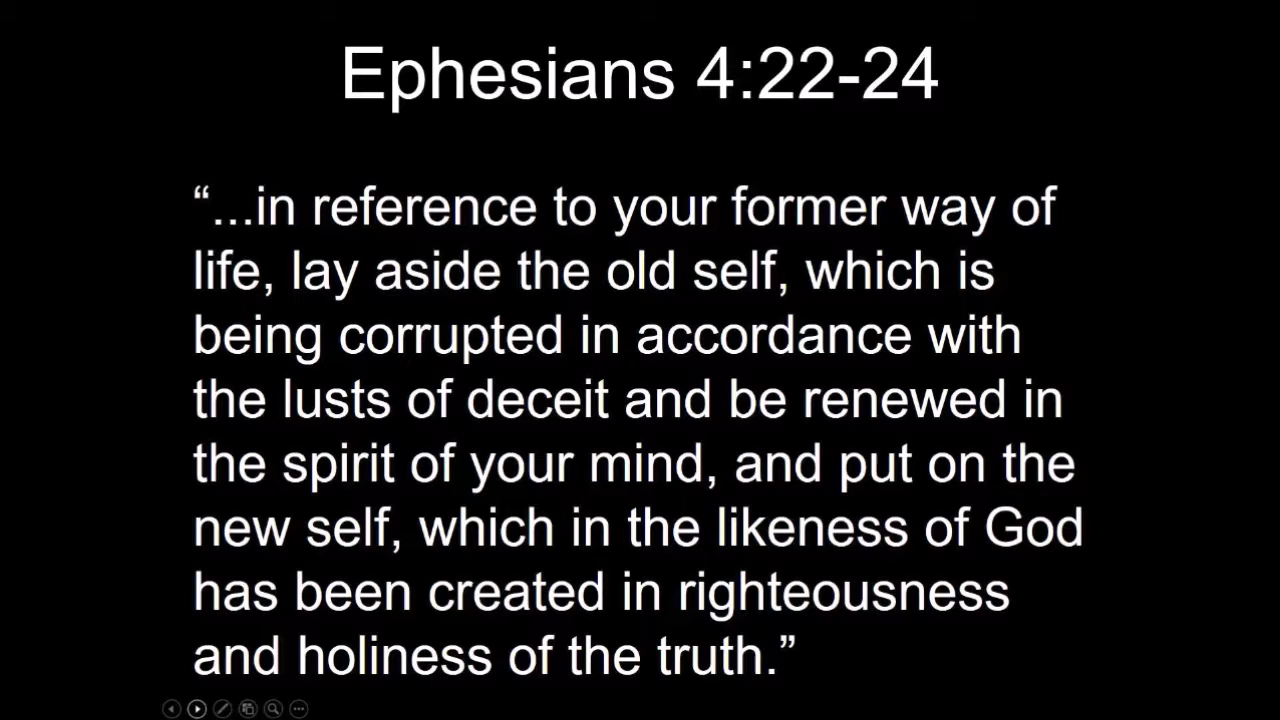 Ephesians 4:22-24
“...in reference to your former way of
life, lay aside the old self, which is
being corrupted in accordance with
the lusts of deceit and be renewed in
the spirit of your mind, and put on the
new self, which in the likeness of God
has been created in righteousness
and holiness of the truth.”